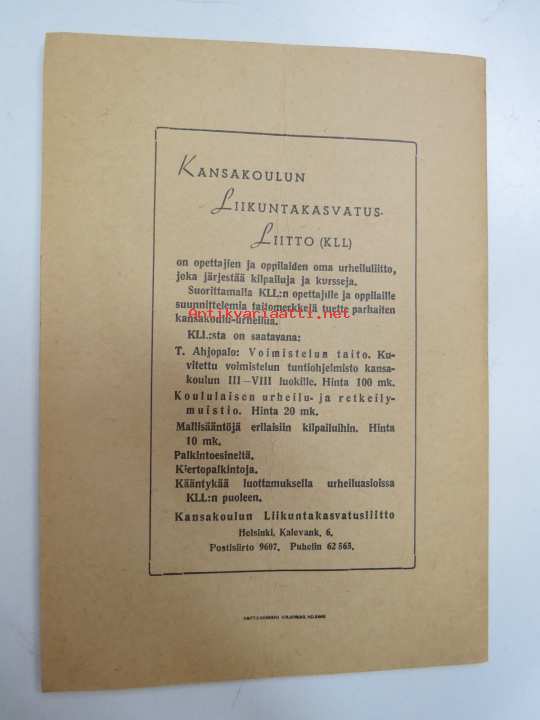 KANSAKOULUN
LIIKUNTAKASVATUS-
LIITTO (KLL)
on opettajien ja oppilaiden oma urheiluliitto,
joka järjestää kilpailuja ja kursseja.
Suorittamalla KLL:n opettajille ja oppilaille
suunnittelemia taitomerkkejä tuette parhaiten
kansakoulu-urheilua.
Antikvariaatti.net
KLL:sta on saatavana:
T. Ahjopalo: Voimistelun taito. Ku-
vitettu voimistelun tuntiohjelmisto kansa-
koulun III—VIII luokille. Hinta 100 mk.
Koululaisen urheilu- ja retkeily-
muistio. Hinta 20 mk.
Mallisääntöjä erilaisiin kilpailuihin. Hinta
10 mk.
Palkintoesineitä.
Kiertopalkintoja.
Kääntykää luottamuksella urheiluasioissa
KLL:n puoleen.
Kansakoulun Liikuntakasvatusliitto
Helsinki, Kalevank. 6.
Postisiirto 9607. Puhelin 62 565.